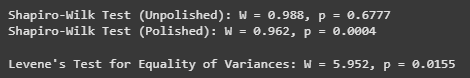 Shapiro-Wilk Test (Unpolished): W = 0.988, p = 0.6777
Shapiro-Wilk Test (Polished): W = 0.962, p = 0.0004
Levene's Test for Equality of Variances: W = 5.952, p = 0.0155